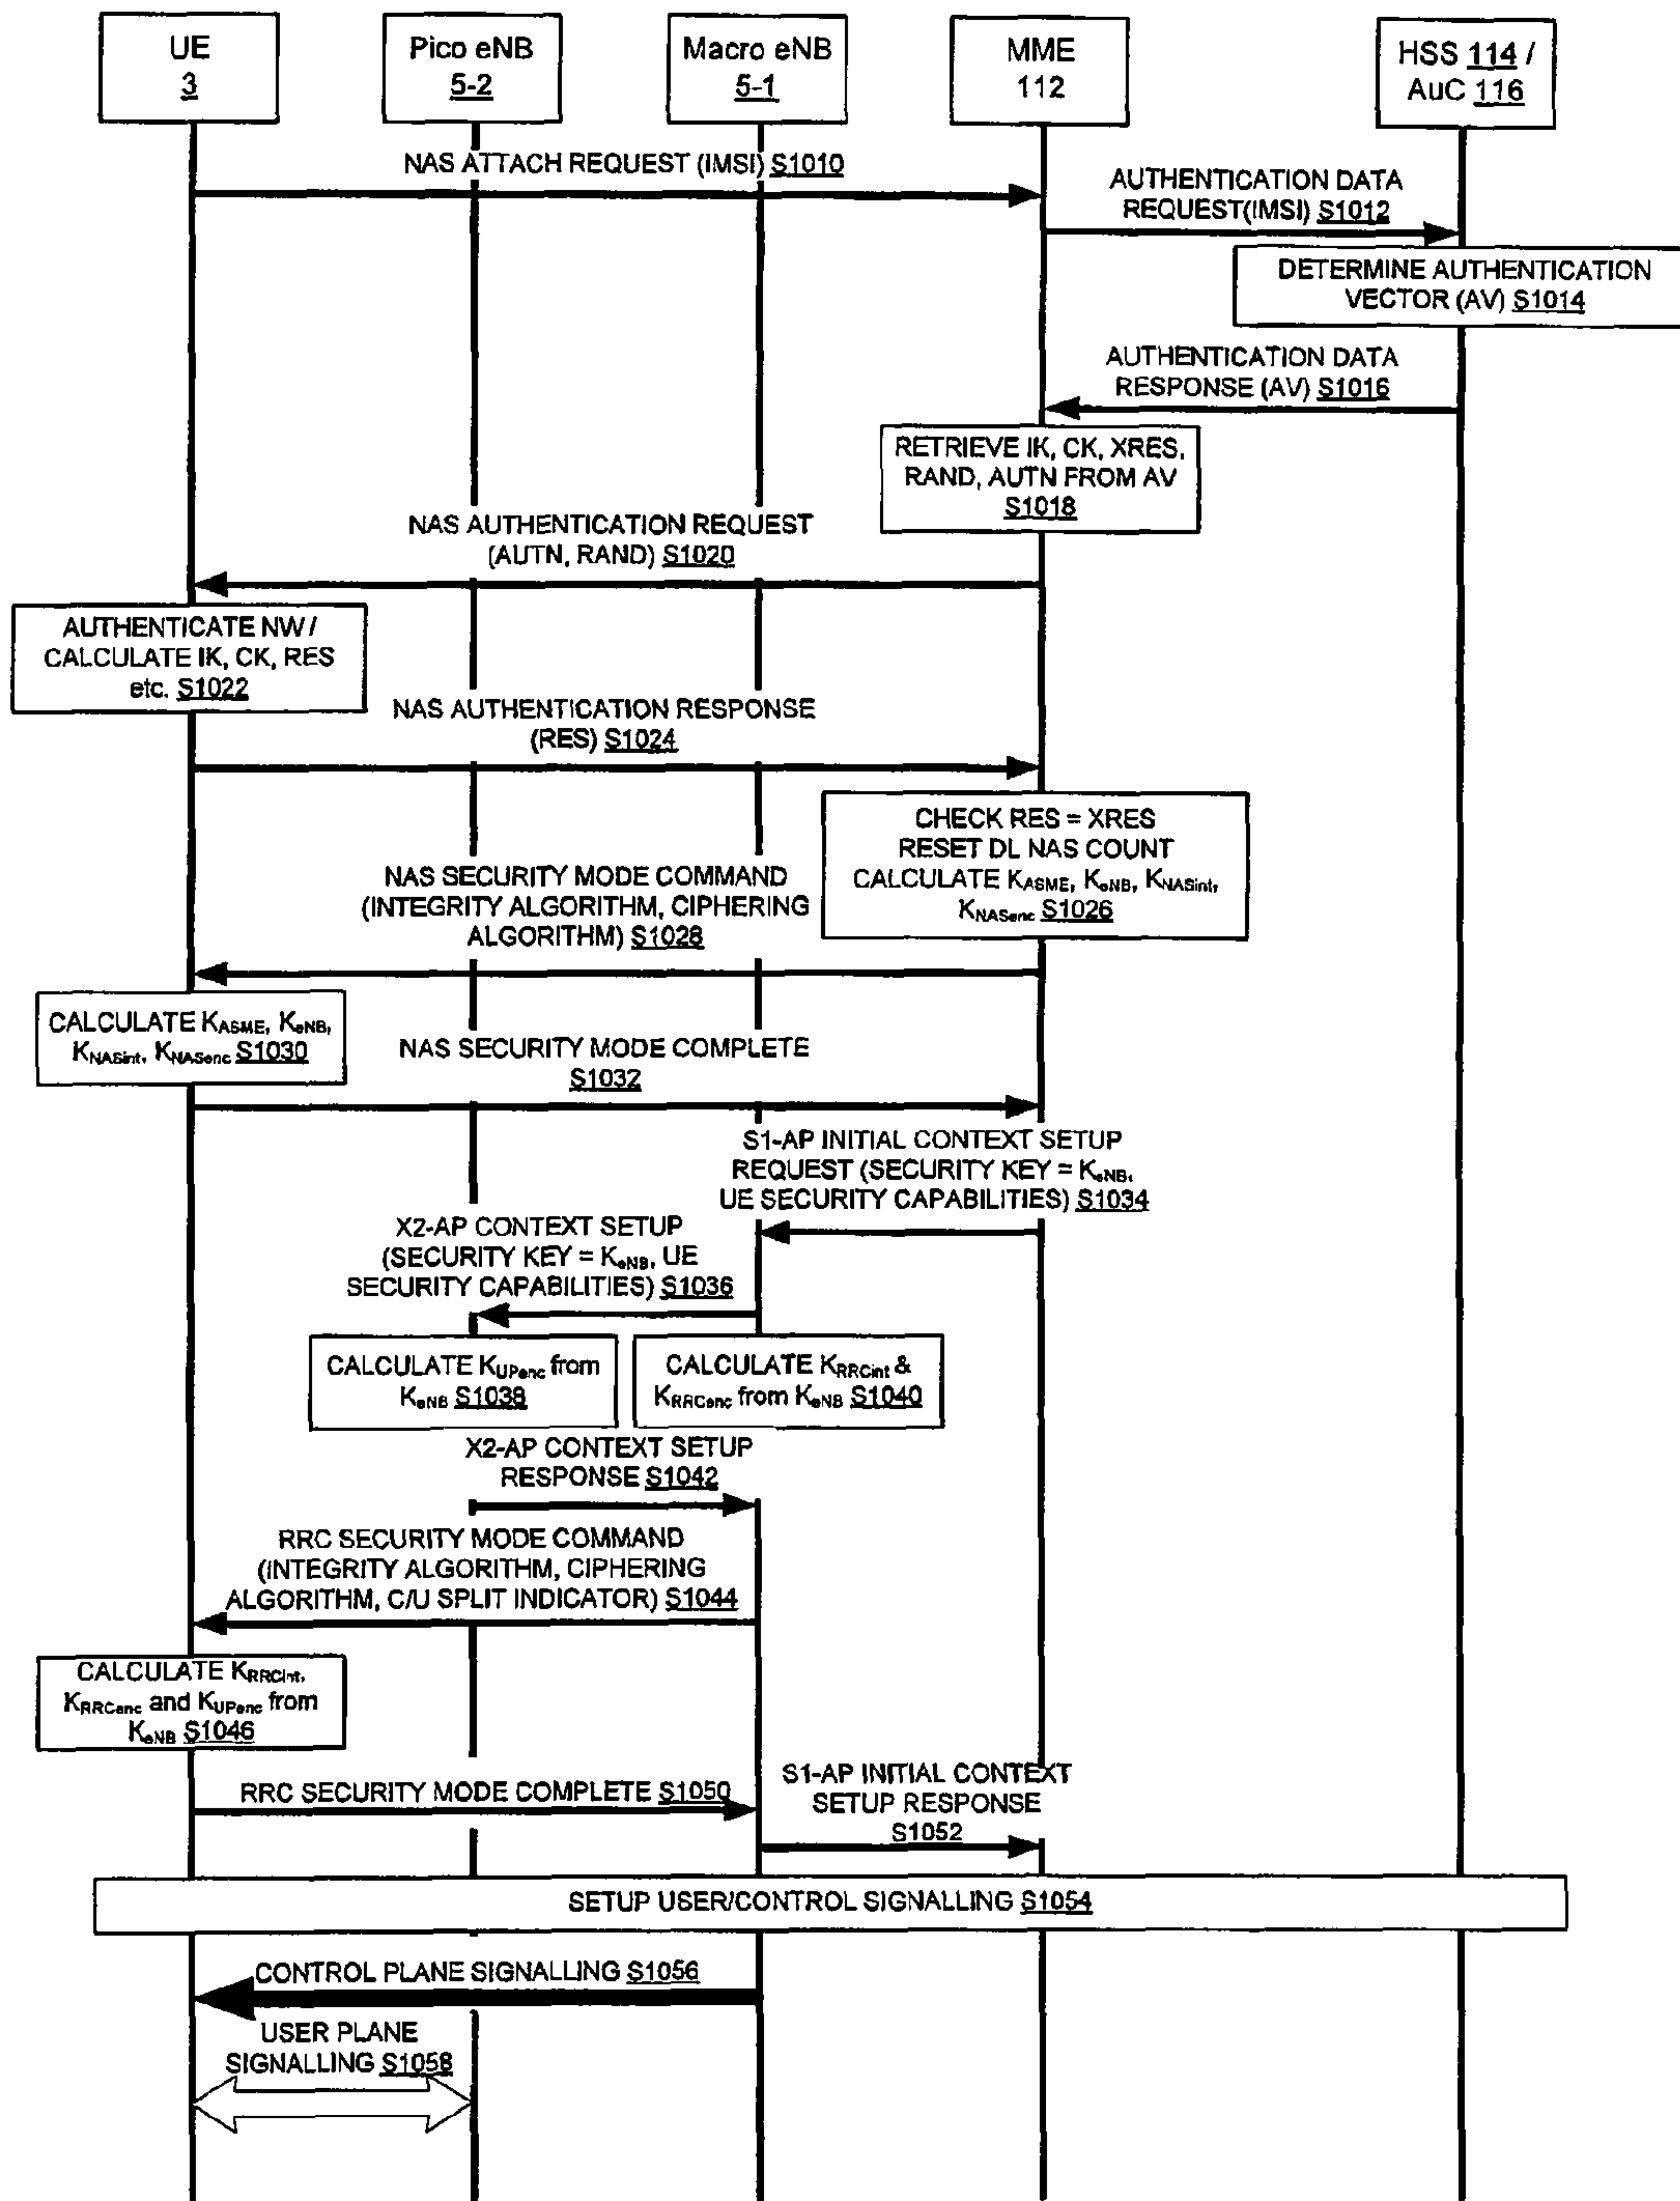 UE
3
Pico eNB
5-2
Macro eNB
5-1
MME
112
HSS 114 /
AuC 116
NAS ATTACH REQUEST (IMSI) S1010
AUTHENTICATION DATA
REQUEST(IMSI) S1012
DETERMINE AUTHENTICATION
VECTOR (AV) S1014
AUTHENTICATION DATA
RESPONSE (AV) S1016
RETRIEVE IK, CK, XRES,
RAND, AUTN FROM AV
S1018
NAS AUTHENTICATION REQUEST
(AUTN, RAND) S1020
AUTHENTICATE NW /
CALCULATE IK, CK, RES
etc. S1022
NAS AUTHENTICATION RESPONSE
(RES) S1024
CHECK RES = XRES
RESET DL NAS COUNT
CALCULATE KASME, KeNB, KNASint,
KNASenc S1026
NAS SECURITY MODE COMMAND
(INTEGRITY ALGORITHM, CIPHERING
ALGORITHM) S1028
CALCULATE KASME, KeNB,
KNASint, KNASenc S1030
NAS SECURITY MODE COMPLETE
S1032
S1-AP INITIAL CONTEXT SETUP
REQUEST (SECURITY KEY = KeNB,
UE SECURITY CAPABILITIES) S1034
X2-AP CONTEXT SETUP
(SECURITY KEY = KeNB, UE
SECURITY CAPABILITIES) S1036
CALCULATE KUPenc from
KeNB S1038
CALCULATE KRRCint &
KRRCenc from KeNB S1040
X2-AP CONTEXT SETUP
RESPONSE S1042
RRC SECURITY MODE COMMAND
(INTEGRITY ALGORITHM, CIPHERING
ALGORITHM, C/U SPLIT INDICATOR) S1044
CALCULATE KRRCint,
KRRCenc and KUPenc from
KeNB S1046
RRC SECURITY MODE COMPLETE S1050
S1-AP INITIAL CONTEXT
SETUP RESPONSE
S1052
SETUP USER/CONTROL SIGNALLING S1054
CONTROL PLANE SIGNALLING S1056
USER PLANE
SIGNALLING S1058